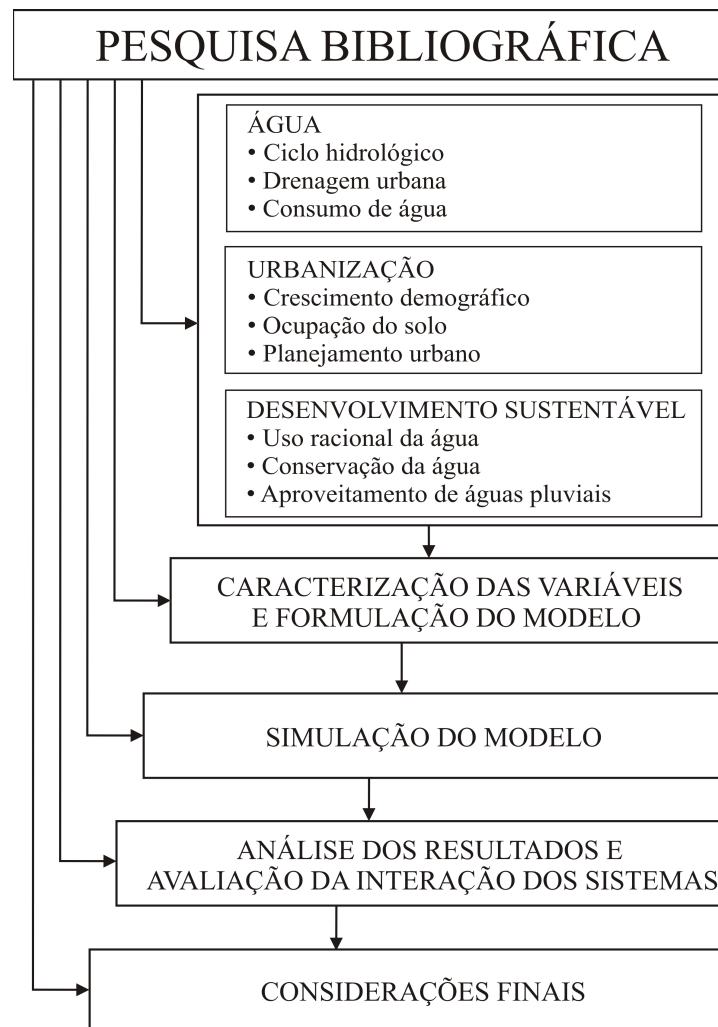 PESQUISA BIBLIOGRÁFICA
ÁGUA
• Ciclo hidrológico
• Drenagem urbana
• Consumo de água
URBANIZAÇÃO
• Crescimento demográfico
• Ocupação do solo
• Planejamento urbano
DESENVOLVIMENTO SUSTENTÁVEL
• Uso racional da água
• Conservação da água
• Aproveitamento de águas pluviais
CARACTERIZAÇÃO DAS VARIÁVEIS
E FORMULAÇÃO DO MODELO
SIMULAÇÃO DO MODELO
ANÁLISE DOS RESULTADOS E
AVALIAÇÃO DA INTERAÇÃO DOS SISTEMAS
CONSIDERAÇÕES FINAIS